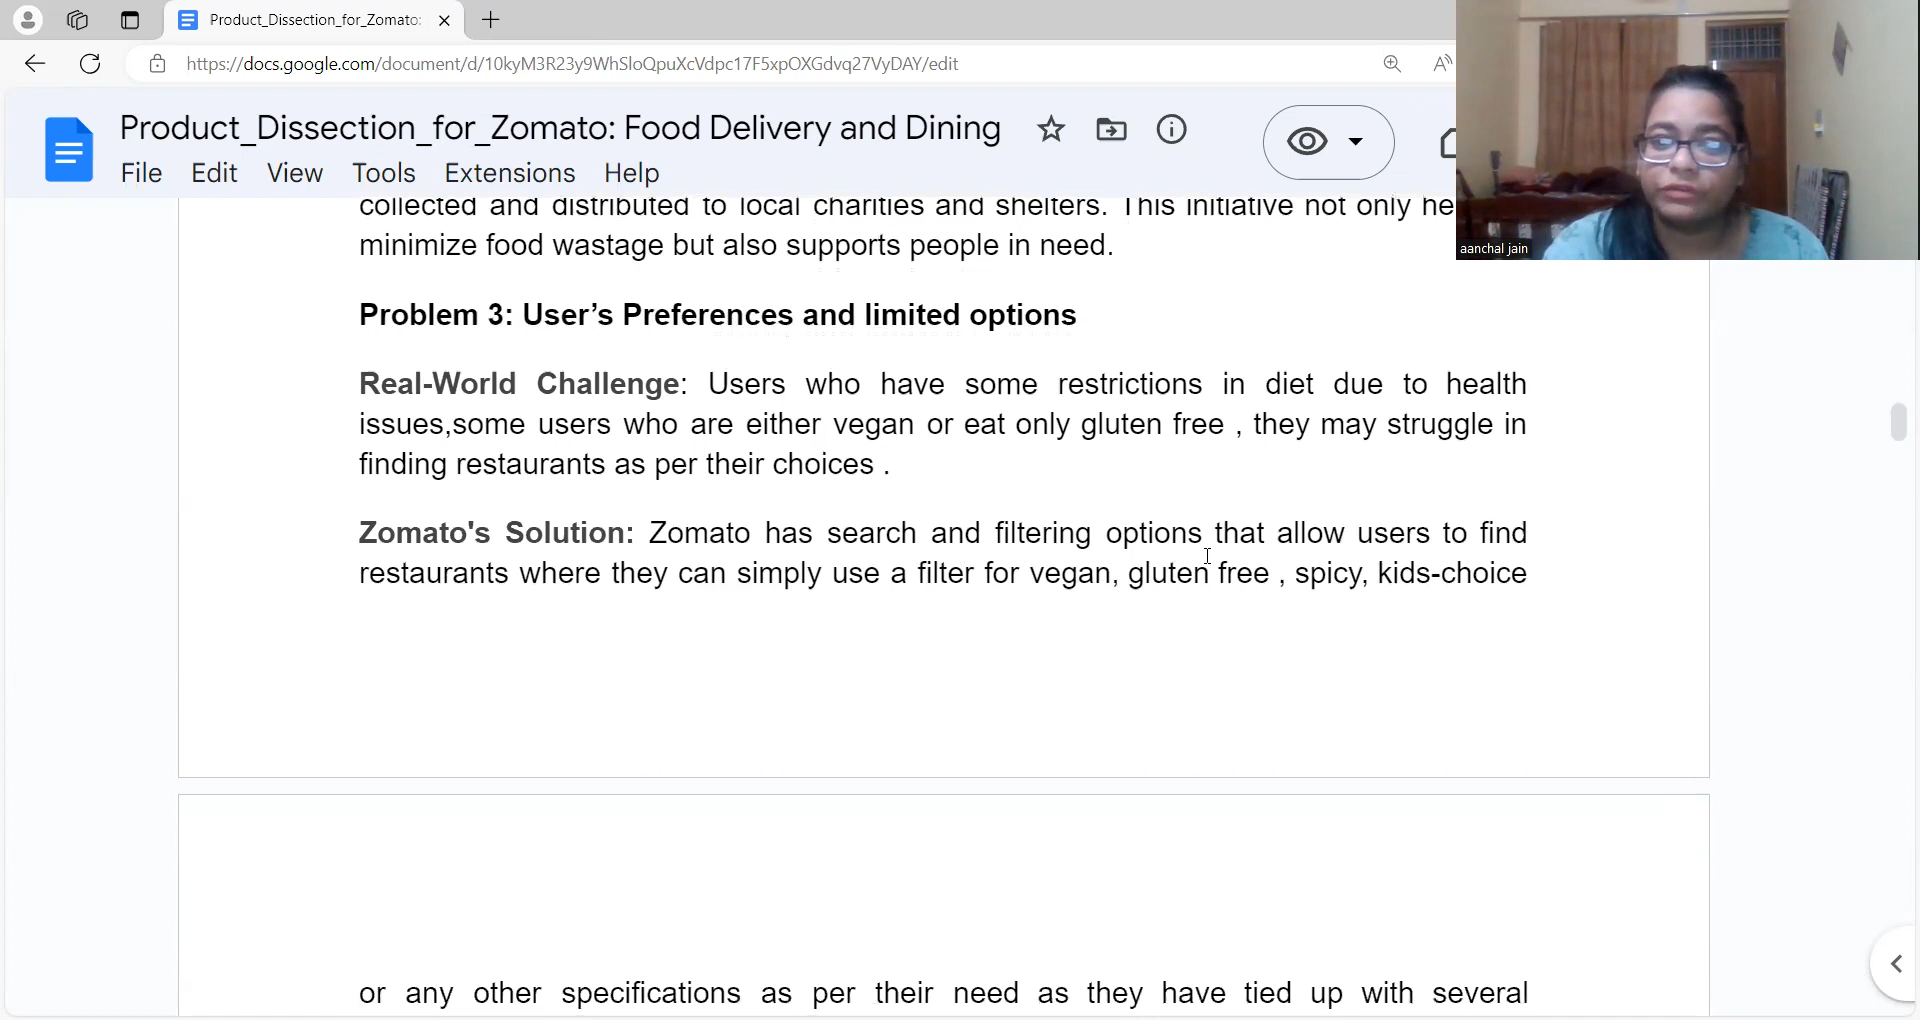 Product_Dissection_for_Zomato:
https://docs.google.com/document/d/10kyM3R23y9WhSloQpuXcVdpc17F5xpOXGdvq27VyDAY/edit
Product_Dissection_for_Zomato: Food Delivery and Dining
File Edit View Tools Extensions Help
aanchal jain
collected and distributed to local charities and shelters. This initiative not only he
minimize food wastage but also supports people in need.
Problem 3: User’s Preferences and limited options
Real-World Challenge: Users who have some restrictions in diet due to health
issues,some users who are either vegan or eat only gluten free , they may struggle in
finding restaurants as per their choices .
Zomato's Solution: Zomato has search and filtering options that allow users to find
restaurants where they can simply use a filter for vegan, gluten free , spicy, kids-choice
or any other specifications as per their need as they have tied up with several